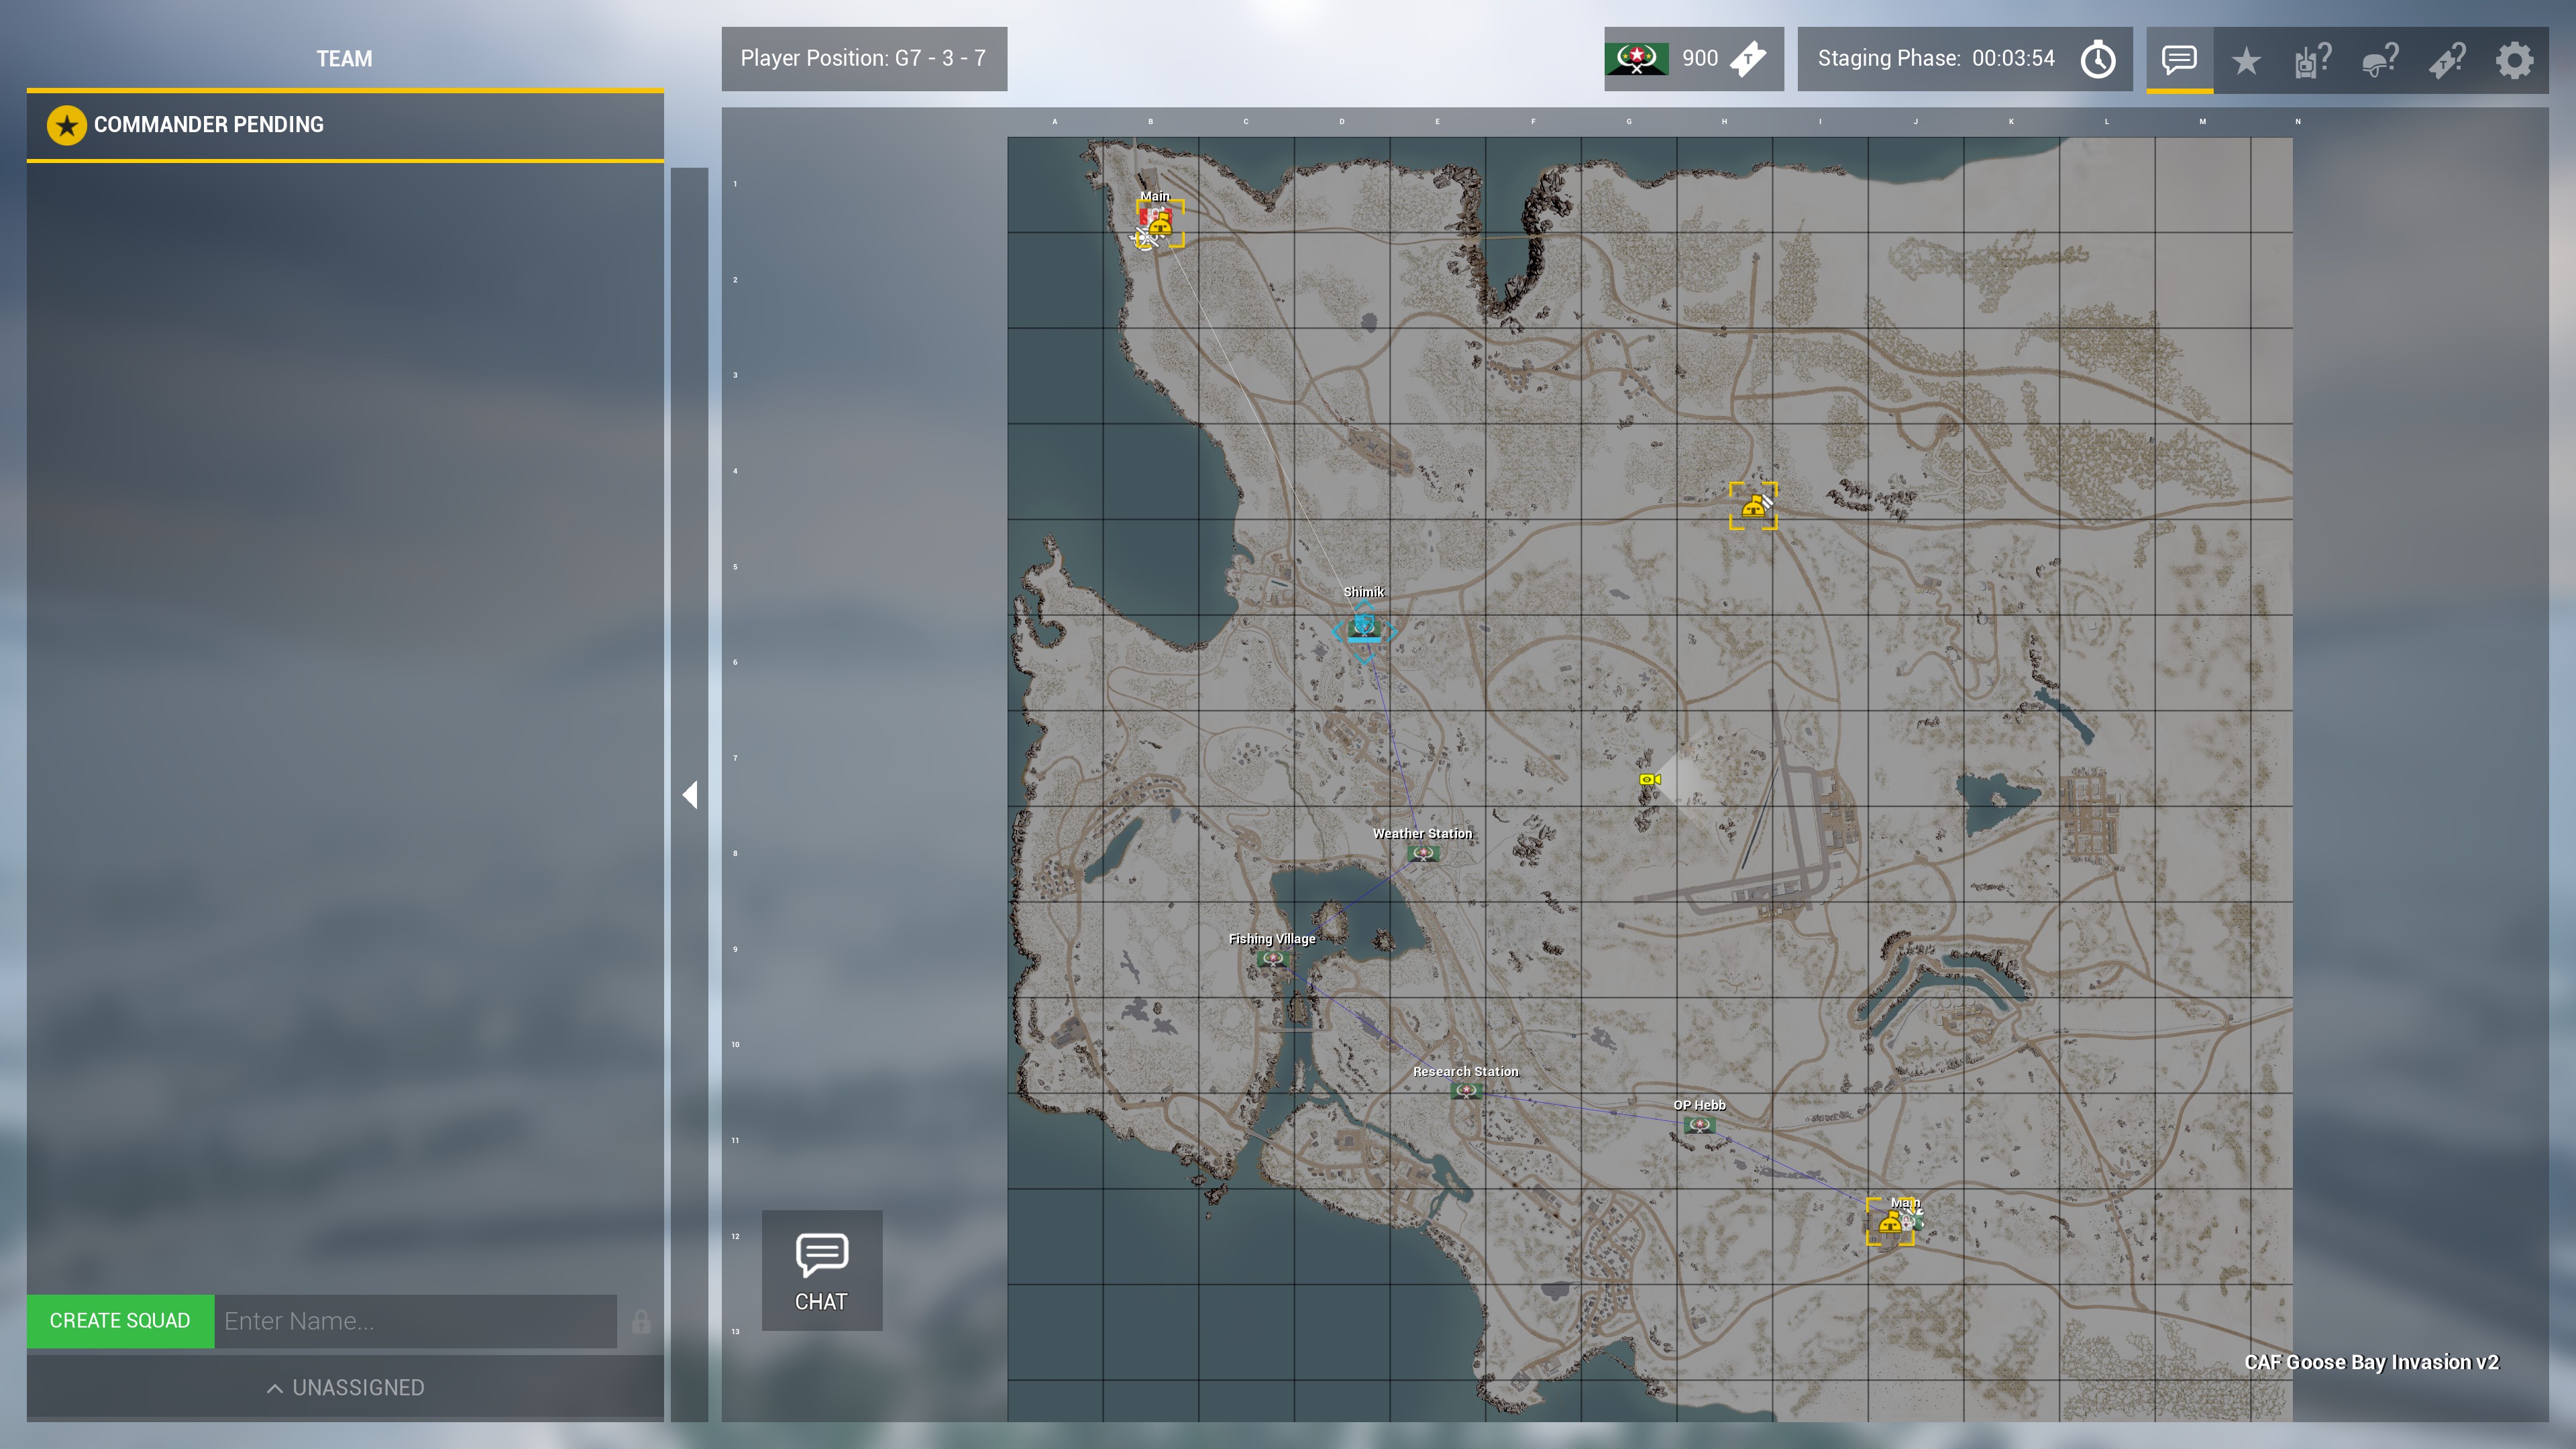 TEAM
Player Position: G7 - 3 - 7
900
T
Staging Phase: 00:03:54
? ? T ?
COMMANDER PENDING
A B C D E F G H I J K L M N
1
Main
2
3
4
5
Shimik
6
7
Weather Station
8
Fishing Village
9
10
Research Station
OP Hebb
11
Main
12
CHAT
13
CREATE SQUAD Enter Name...
CAF Goose Bay Invasion v2
UNASSIGNED